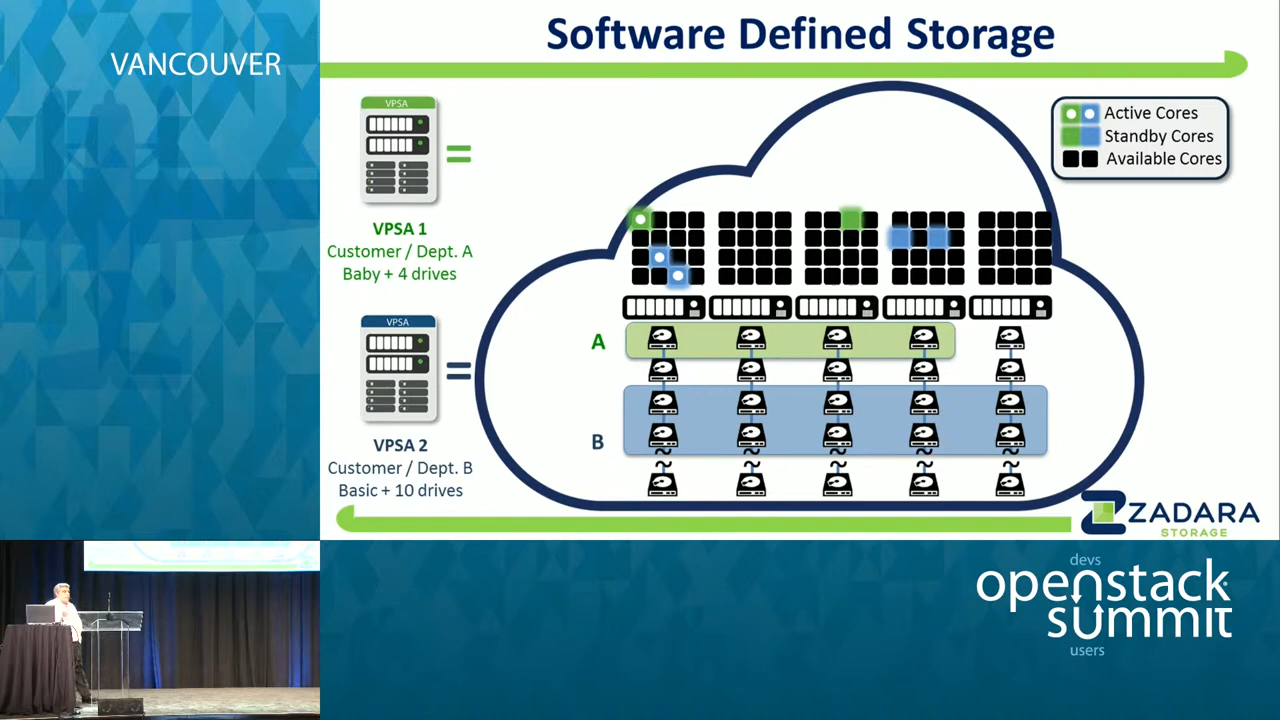 VANCOUVER
Software Defined Storage
VPSA
VPSA 1
Customer / Dept. A
Baby + 4 drives
VPSA
VPSA 2
Customer / Dept. B
Basic + 10 drives
Active Cores
Standby Cores
Available Cores
A
B
ZADARA
STORAGE
devs
openstack
summit
users